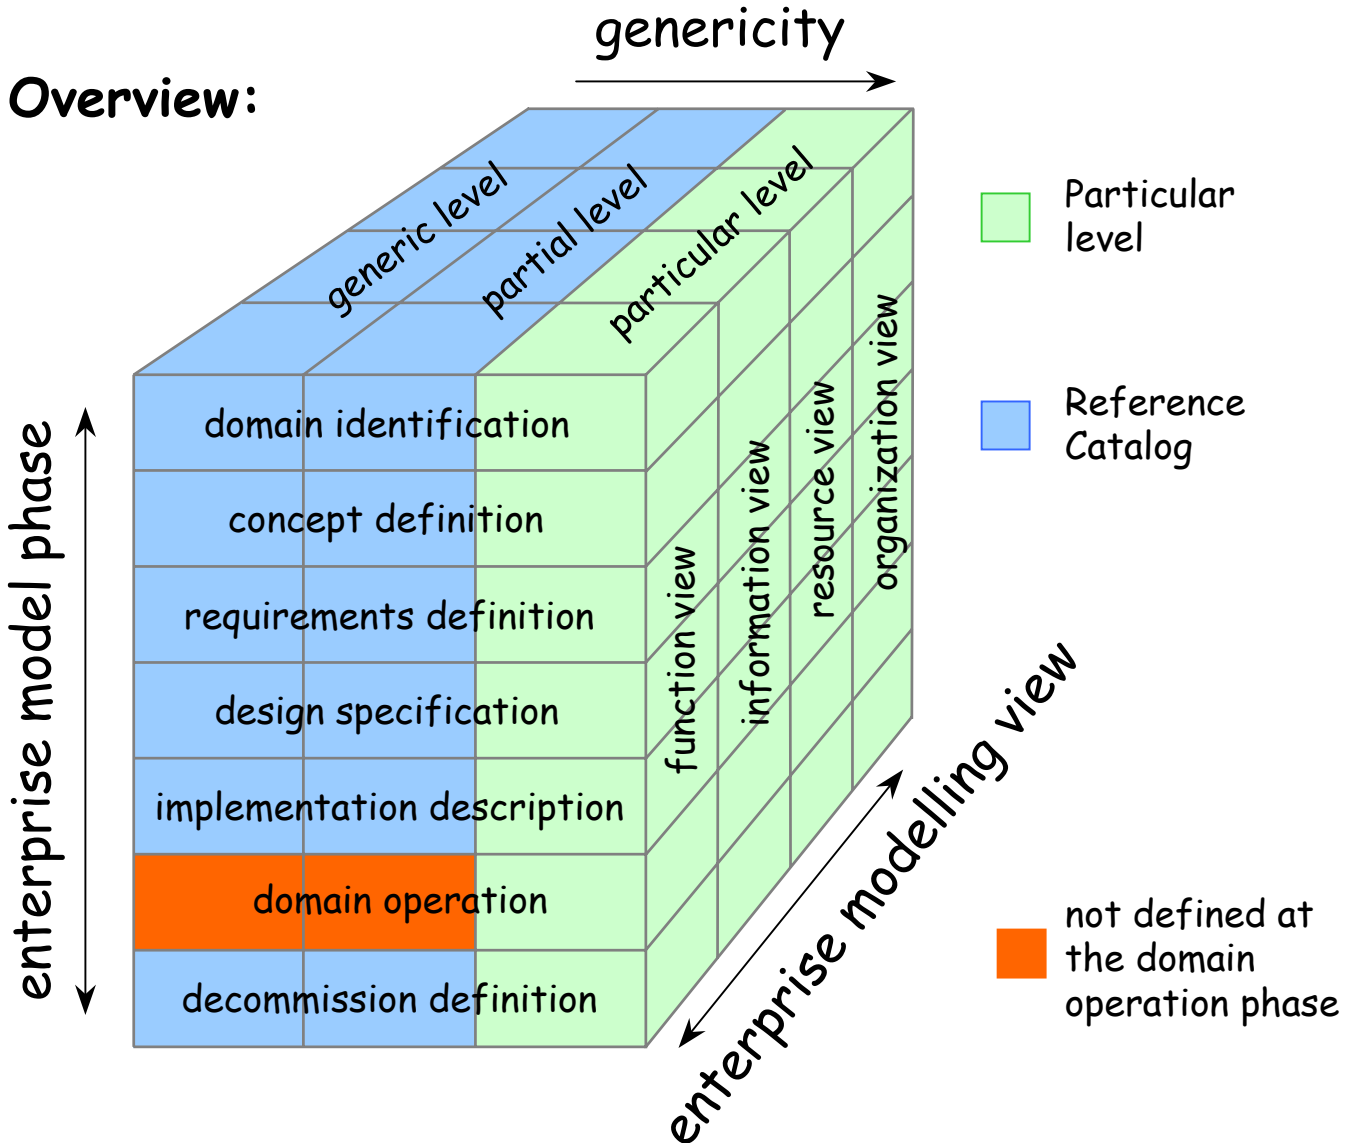 genericity
Overview:
generic level
partial level
particular level
Particular
level
Reference
Catalog
domain identification
concept definition
requirements definition
design specification
implementation description
domain operation
decommission definition
function view
information view
resource view
organization view
enterprise model phase
enterprise modelling view
not defined at
the domain
operation phase